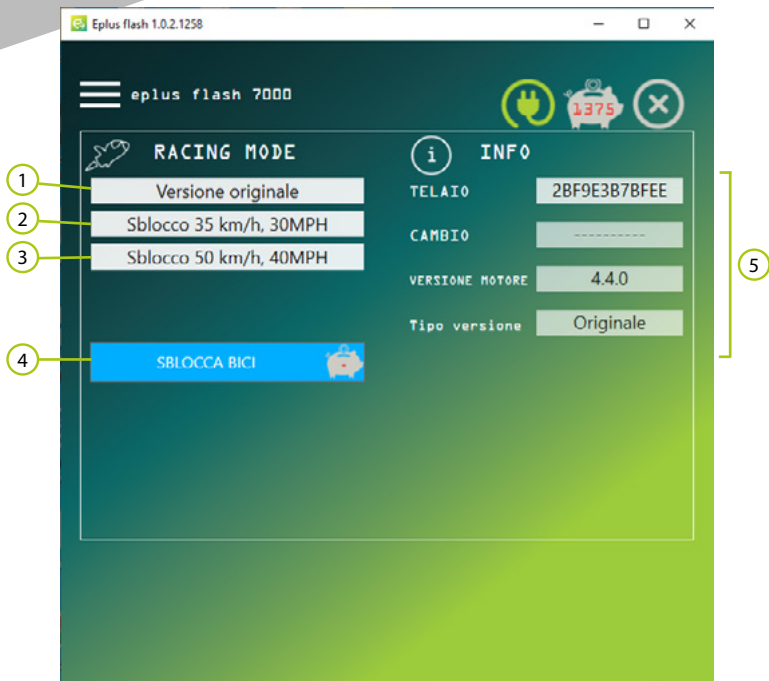 Eplus flash 1.0.2.1258
eplus flash 7000
1375
RACING MODE
i
INFO
1
Versione originale
2
Sblocco 35 km/h, 30MPH
3
Sblocco 50 km/h, 40MPH
4
SBLOCCA BICI
TELAIO
2BF9E3B7BFEE
CAMBIO
----------
VERSIONE MOTORE
4.4.0
Tipo versione
Originale
5